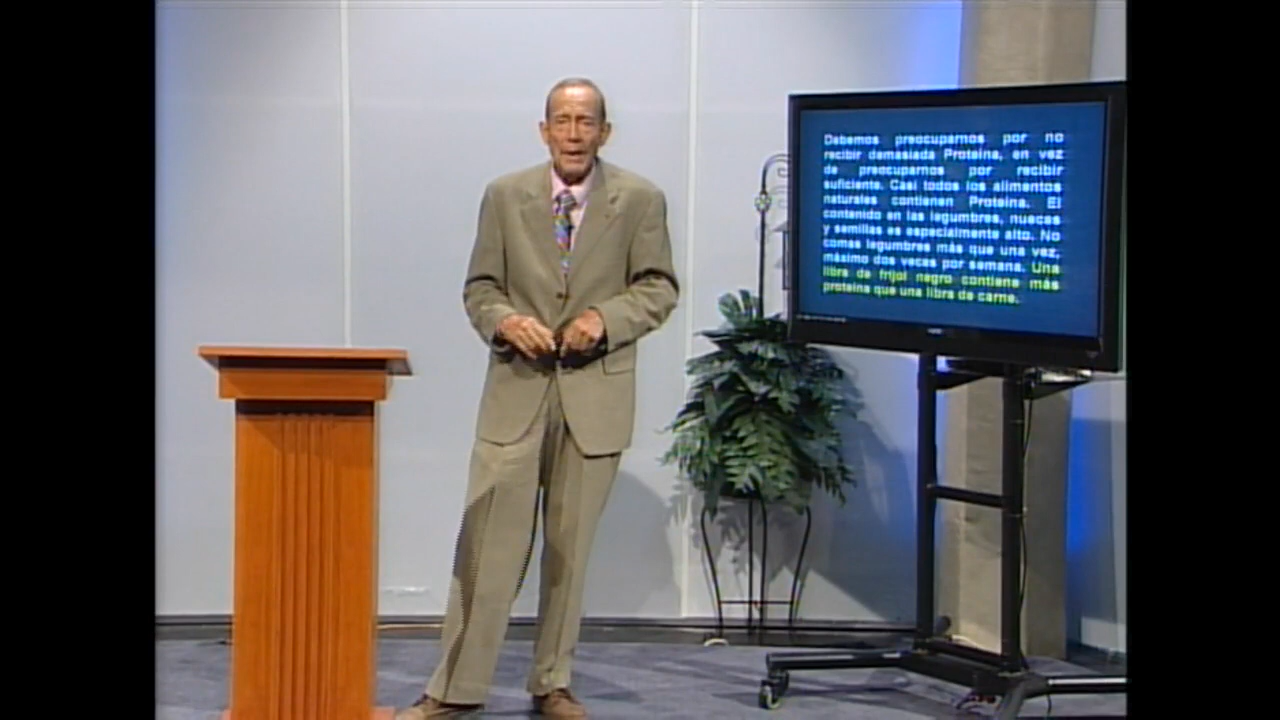 Debemos preocuparnos por no
recibir demasiada Proteína, en vez
de preocuparnos por recibir
suficiente. Casi todos los alimentos
naturales contienen Proteína. El
contenido en las legumbres, nueces
y semillas es especialmente alto. No
comas legumbres más que una vez,
máximo dos veces por semana. Una
libra de frijol negro contiene más
proteína que una libra de carne.